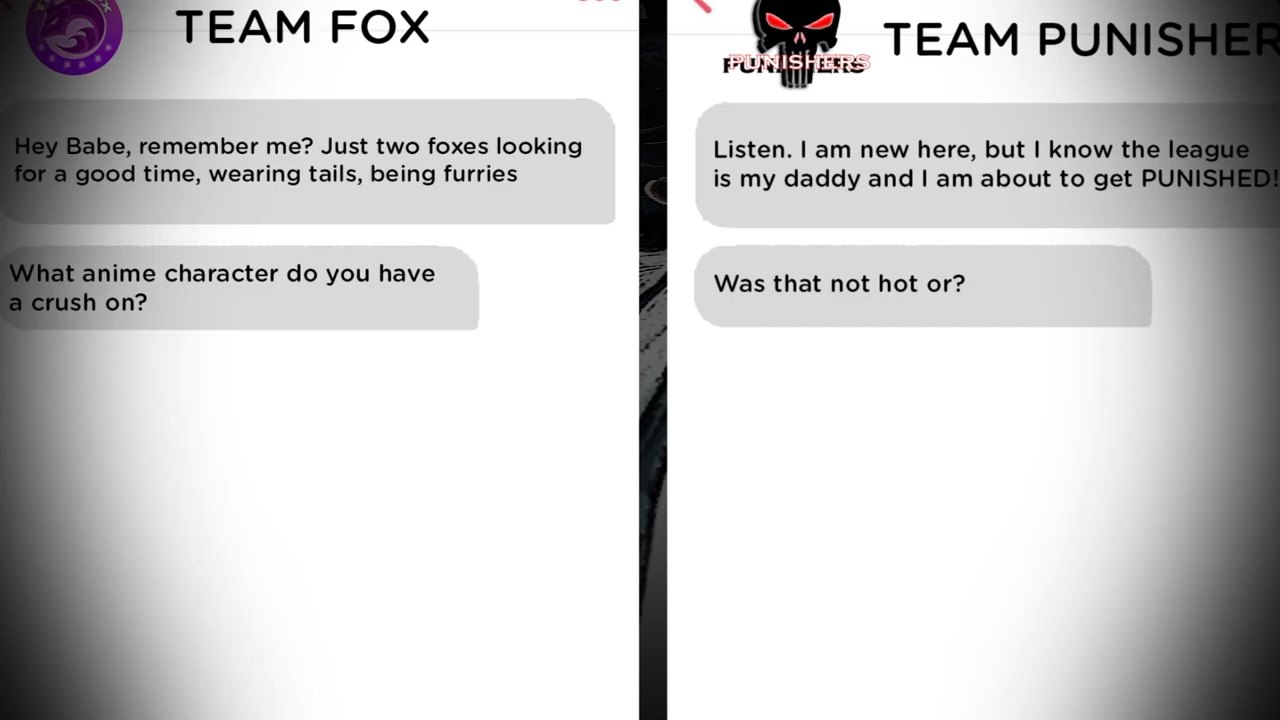 TEAM FOX
Hey Babe, remember me? Just two foxes looking
for a good time, wearing tails, being furries
What anime character do you have
a crush on?
PUNISHERS
TEAM PUNISHER
Listen. I am new here, but I know the league
is my daddy and I am about to get PUNISHED!
Was that not hot or?